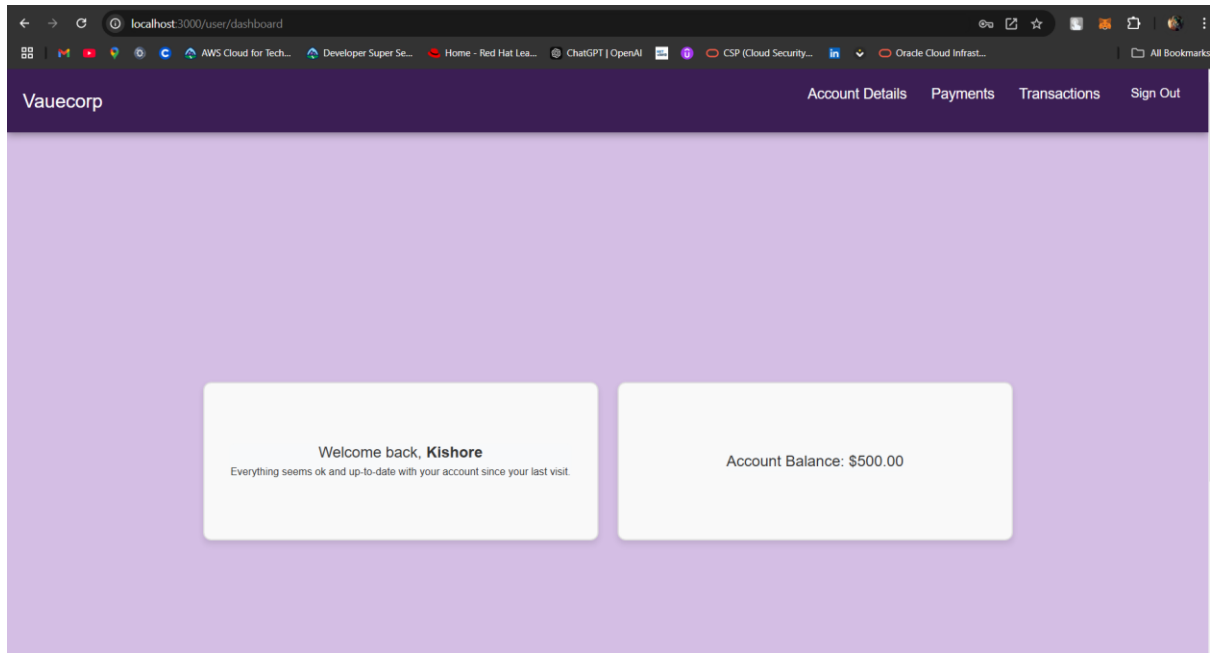 localhost:3000/user/dashboard
AWS Cloud for Tech... Developer Super Se... Home - Red Hat Lea... ChatGPT | OpenAI CSP (Cloud Security... Oracle Cloud Infrast... All Bookmarks
Vauecorp Account Details Payments Transactions Sign Out
Welcome back, Kishore
Everything seems ok and up-to-date with your account since your last visit.
Account Balance: $500.00